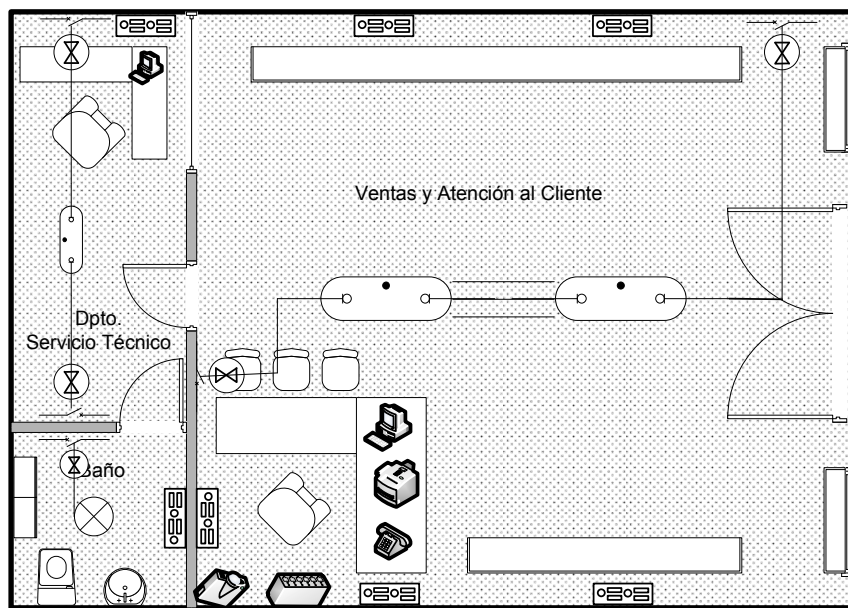 Ventas y Atención al Cliente
Dpto.
Servicio Técnico
Baño